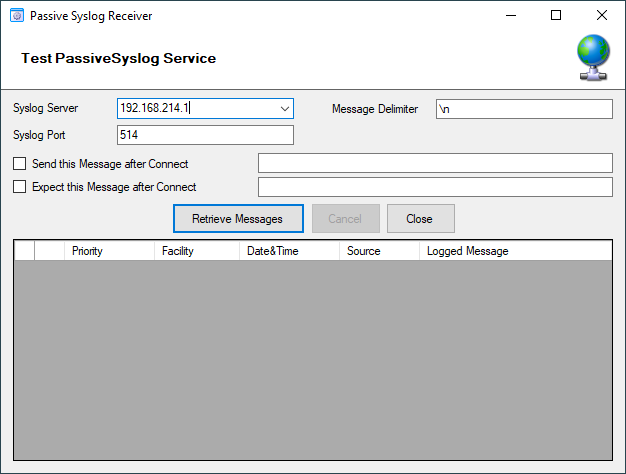 Passive Syslog Receiver
Test PassiveSyslog Service
Syslog Server 192.168.214.1 Message Delimiter \n
Syslog Port 514
Send this Message after Connect
Expect this Message after Connect
Retrieve Messages Cancel Close
Priority Facility Date&Time Source Logged Message